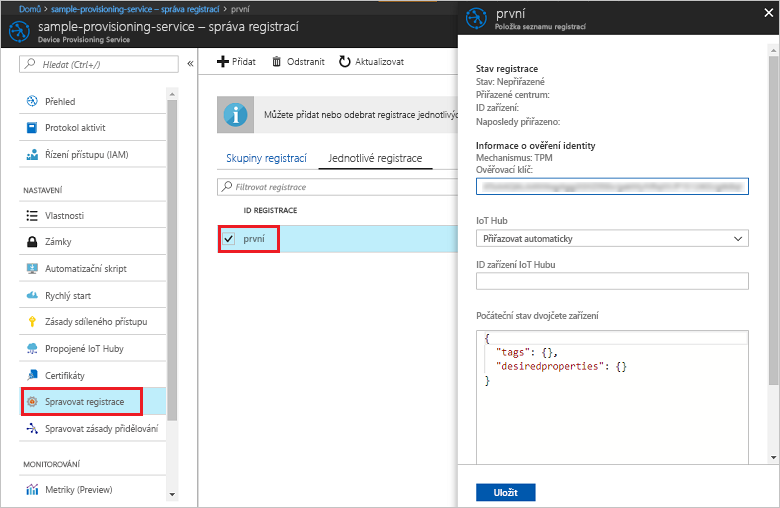 Domů > sample-provisioning-service – správa registrací > první
sample-provisioning-service – správa registrací
Device Provisioning Service
Hledat (Ctrl+/)
Přehled
Protokol aktivit
Řízení přístupu (IAM)
NASTAVENÍ
Vlastnosti
Zámky
Automatizační skript
Rychlý start
Zásady sdíleného přístupu
Propojené IoT Huby
Certifikáty
Spravovat registrace
Spravovat zásady přidělování
MONITOROVÁNÍ
Metriky (Preview)
Přidat
Odstranit
Aktualizovat
Můžete přidat nebo odebrat registrace jednotlivýc
Skupiny registrací
Jednotlivé registrace
Filtrovat registrace
ID REGISTRACE
první
první
Položka seznamu registrací
Stav registrace
Stav: Nepřiřazené
Přiřazené centrum:
ID zařízení:
Naposledy přiřazeno:
Informace o ověření identity
Mechanismus: TPM
Ověřovací klíč:
IoT Hub
Přiřazovat automaticky
ID zařízení IoT Hubu
Počáteční stav dvojčete zařízení
{
"tags": {},
"desiredproperties": {}
}
Uložit